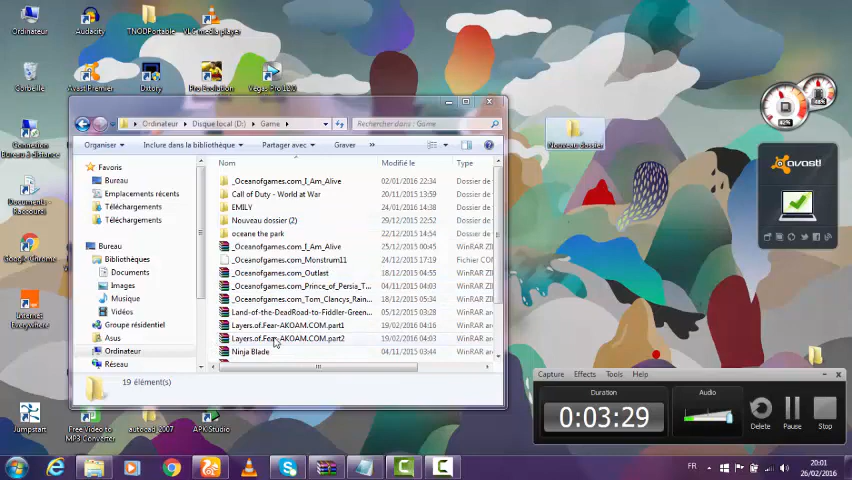 Ordinateur
Audacity
TNODPortable
VLC media player
Corbeille
Avast Premier
Dxtory
Pro Evolution
Vegas Pro 12.0
Connexion
Bureau à distance
Documents -
Raccourci
Google Chrome
Internet
Everywhere
Jumpstart
Free Video to
MP3 Converter
autocad 2007
APK Studio
Nouveau dossier
Ordinateur
Disque local (D:)
Game
Rechercher dans : Game
Organiser
Inclure dans la bibliothèque
Partager avec
Graver
»
Favoris
Bureau
Emplacements récents
Téléchargements
Téléchargements
Bureau
Bibliothèques
Documents
Images
Musique
Vidéos
Groupe résidentiel
Asus
Ordinateur
Réseau
Nom
Modifié le
Type
_Oceanofgames.com_I_Am_Alive 02/01/2016 22:34 Dossier de
Call of Duty - World at War 20/11/2015 13:59 Dossier de
EMILY 24/01/2016 14:38 Dossier de
Nouveau dossier (2) 29/12/2015 22:52 Dossier de
oceane the park 22/12/2015 14:54 Dossier de
_Oceanofgames.com_I_Am_Alive 25/12/2015 00:45 WinRAR ZI
_Oceanofgames.com_Monstrum11 24/12/2015 17:19 Fichier CO
_Oceanofgames.com_Outlast 18/12/2015 04:55 WinRAR ZI
_Oceanofgames.com_Prince_of_Persia_T... 04/11/2015 04:03 WinRAR ZI
_Oceanofgames.com_Tom_Clancys_Rain... 18/12/2015 05:34 WinRAR ZI
Land-of-the-DeadRoad-to-Fiddler-Green... 05/12/2015 03:28 WinRAR ar
Layers.of.Fear-AKOAM.COM.part1 19/02/2016 04:16 WinRAR ar
Layers.of.Fear-AKOAM.COM.part2 19/02/2016 04:03 WinRAR ar
Ninja Blade 04/11/2015 03:44 WinRAR ar
19 élément(s)
avast!
Capture Effects Tools Help
Duration
0:03:29
Audio
Delete
Pause
Stop
FR
20:01
26/02/2016